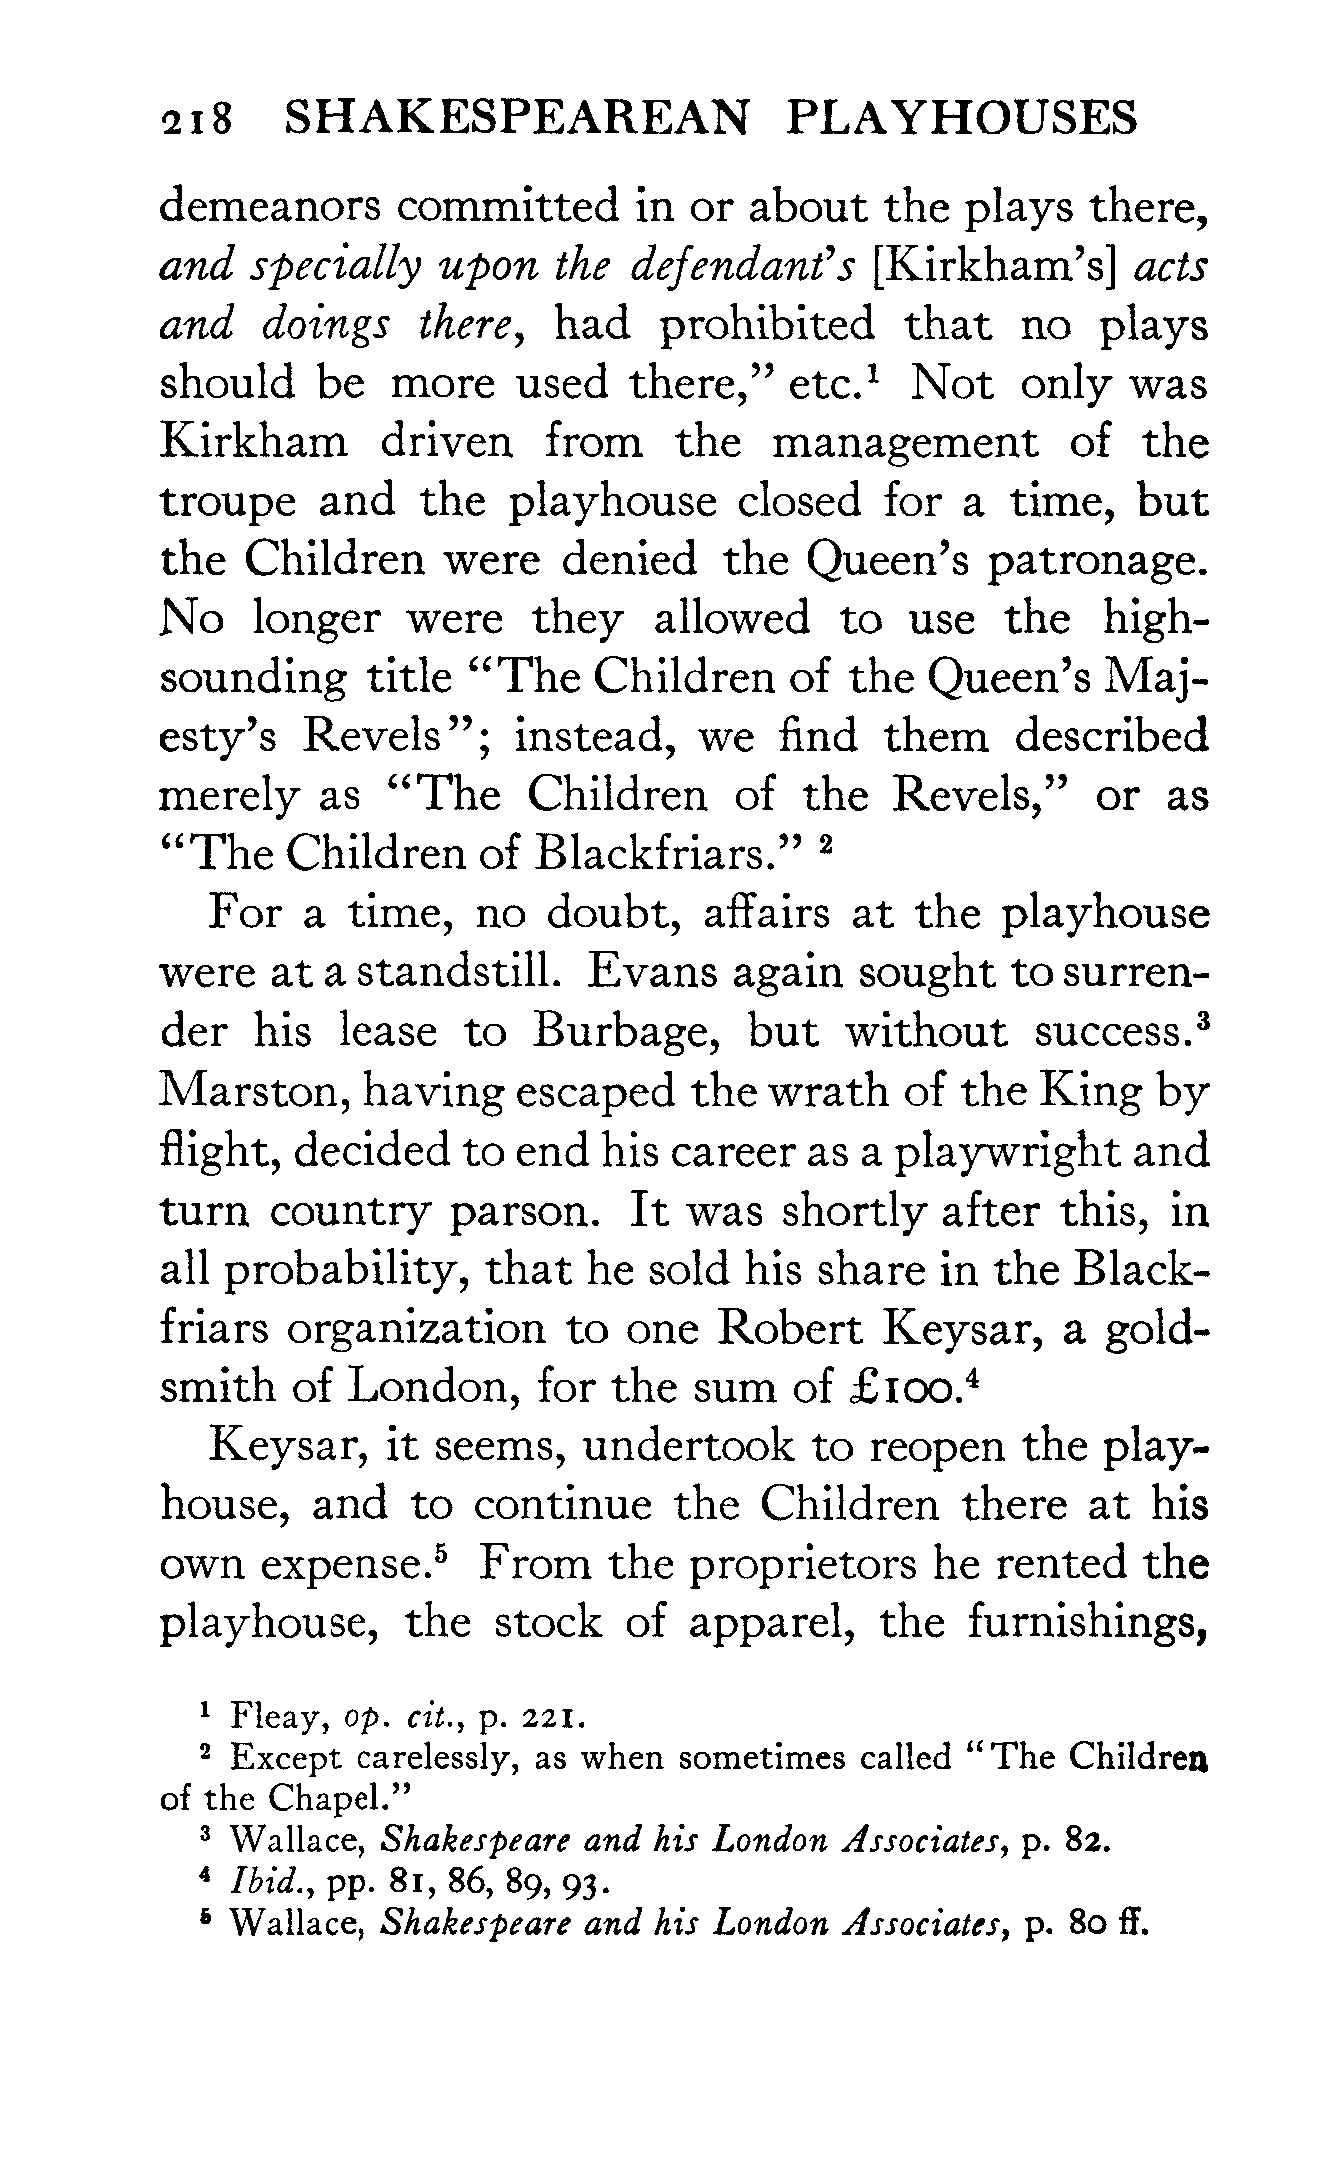 218 SHAKESPEAREAN PLAYHOUSES
demeanors committed in or about the plays there,
and specially upon the defendant's [Kirkham's] acts
and doings there, had prohibited that no plays
should be more used there," etc.¹ Not only was
Kirkham driven from the management of the
troupe and the playhouse closed for a time, but
the Children were denied the Queen's patronage.
No longer were they allowed to use the high-
sounding title "The Children of the Queen's Maj-
esty's Revels"; instead, we find them described
merely as "The Children of the Revels," or as
"The Children of Blackfriars." ²
For a time, no doubt, affairs at the playhouse
were at a standstill. Evans again sought to surren-
der his lease to Burbage, but without success.³
Marston, having escaped the wrath of the King by
flight, decided to end his career as a playwright and
turn country parson. It was shortly after this, in
all probability, that he sold his share in the Black-
friars organization to one Robert Keysar, a gold-
smith of London, for the sum of £100.⁴
Keysar, it seems, undertook to reopen the play-
house, and to continue the Children there at his
own expense.⁵ From the proprietors he rented the
playhouse, the stock of apparel, the furnishings,
¹ Fleay, op. cit., p. 221.
² Except carelessly, as when sometimes called "The Children
of the Chapel."
³ Wallace, Shakespeare and his London Associates, p. 82.
⁴ Ibid., pp. 81, 86, 89, 93.
⁵ Wallace, Shakespeare and his London Associates, p. 80 ff.